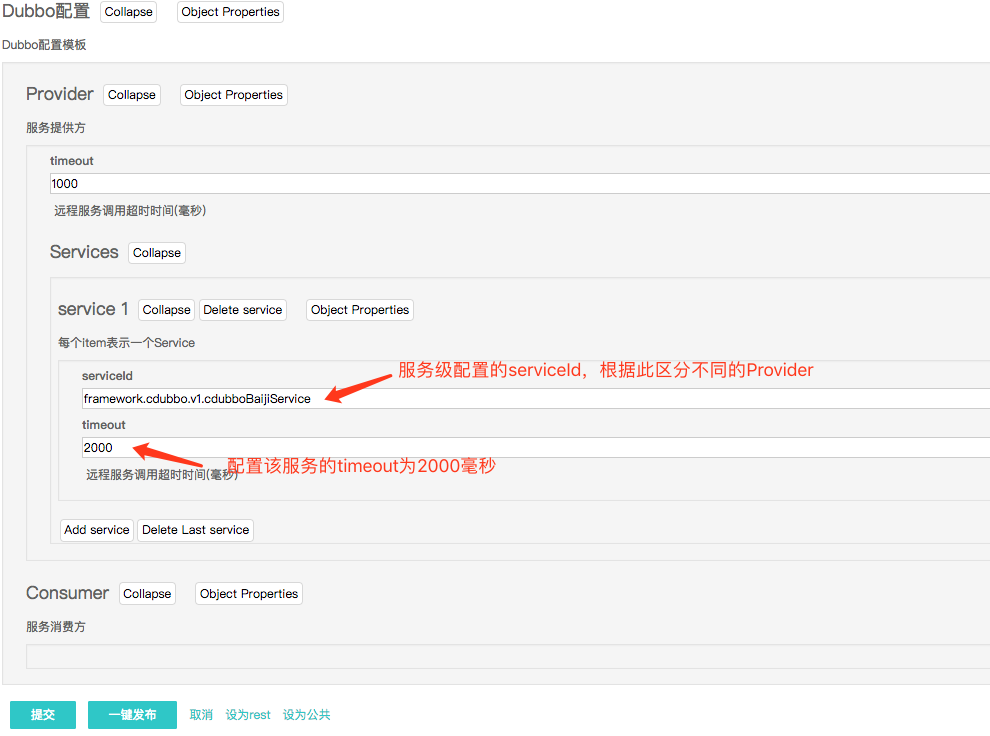 Dubbo配置 Collapse Object Properties
Dubbo配置模板
Provider Collapse Object Properties
服务提供方
timeout
1000
远程服务调用超时时间(毫秒)
Services Collapse
service 1 Collapse Delete service Object Properties
每个item表示一个Service
serviceId
服务级配置的serviceId，根据此区分不同的Provider
framework.cdubbo.v1.cdubboBaijiService
timeout
2000
配置该服务的timeout为2000毫秒
远程服务调用超时时间(毫秒)
Add service Delete Last service
Consumer Collapse Object Properties
服务消费方
提交 一键发布 取消 设为rest 设为公共